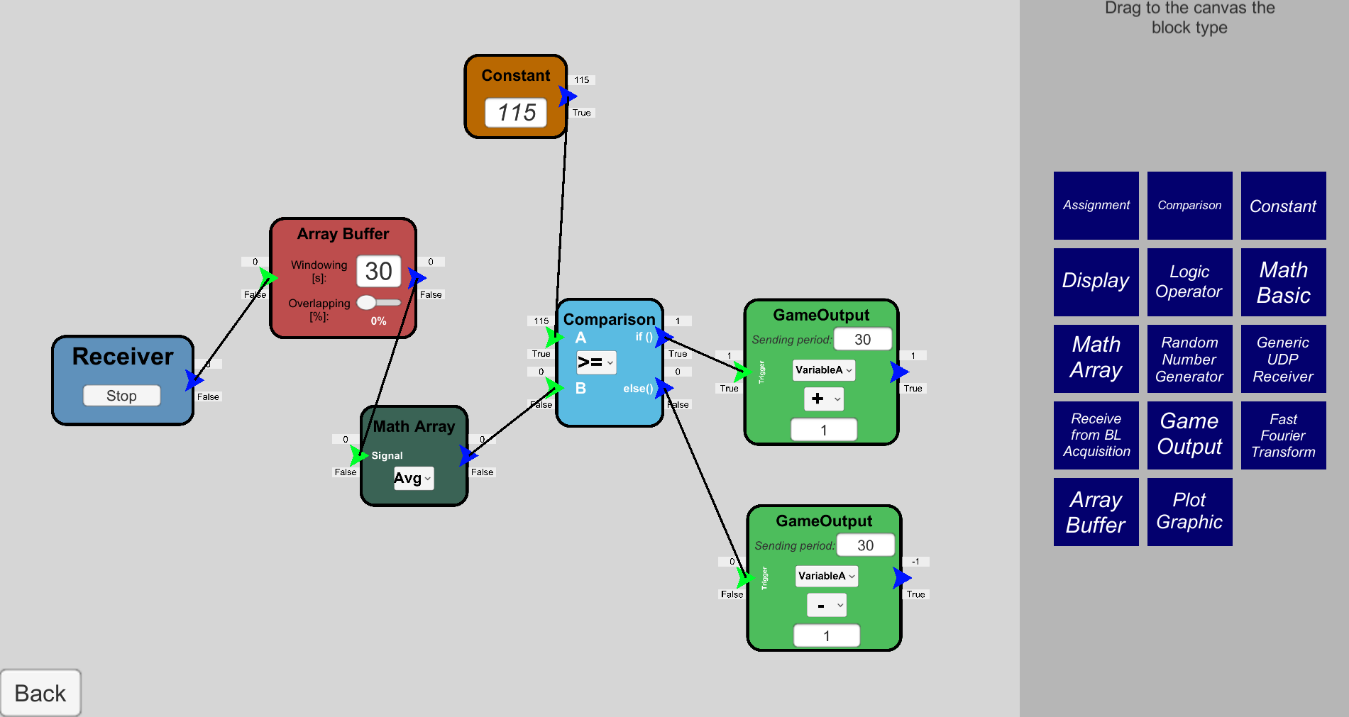 Drag to the canvas the
block type
Constant
115
115
True
Array Buffer
Windowing
[s]:
30
Overlapping
[%]:
0%
0
False
0
False
Receiver
Stop
False
Math Array
Signal
Avg
0
False
0
False
Comparison
A
if ()
>=
B
else()
115
True
0
False
1
True
0
False
GameOutput
Sending period:
30
Trigger
VariableA
+
1
1
True
1
True
GameOutput
Sending period:
30
Trigger
VariableA
-
1
0
False
-1
True
Assignment
Comparison
Constant
Display
Logic
Operator
Math
Basic
Math
Array
Random
Number
Generator
Generic
UDP
Receiver
Receive
from BL
Acquisition
Game
Output
Fast
Fourier
Transform
Array
Buffer
Plot
Graphic
Back